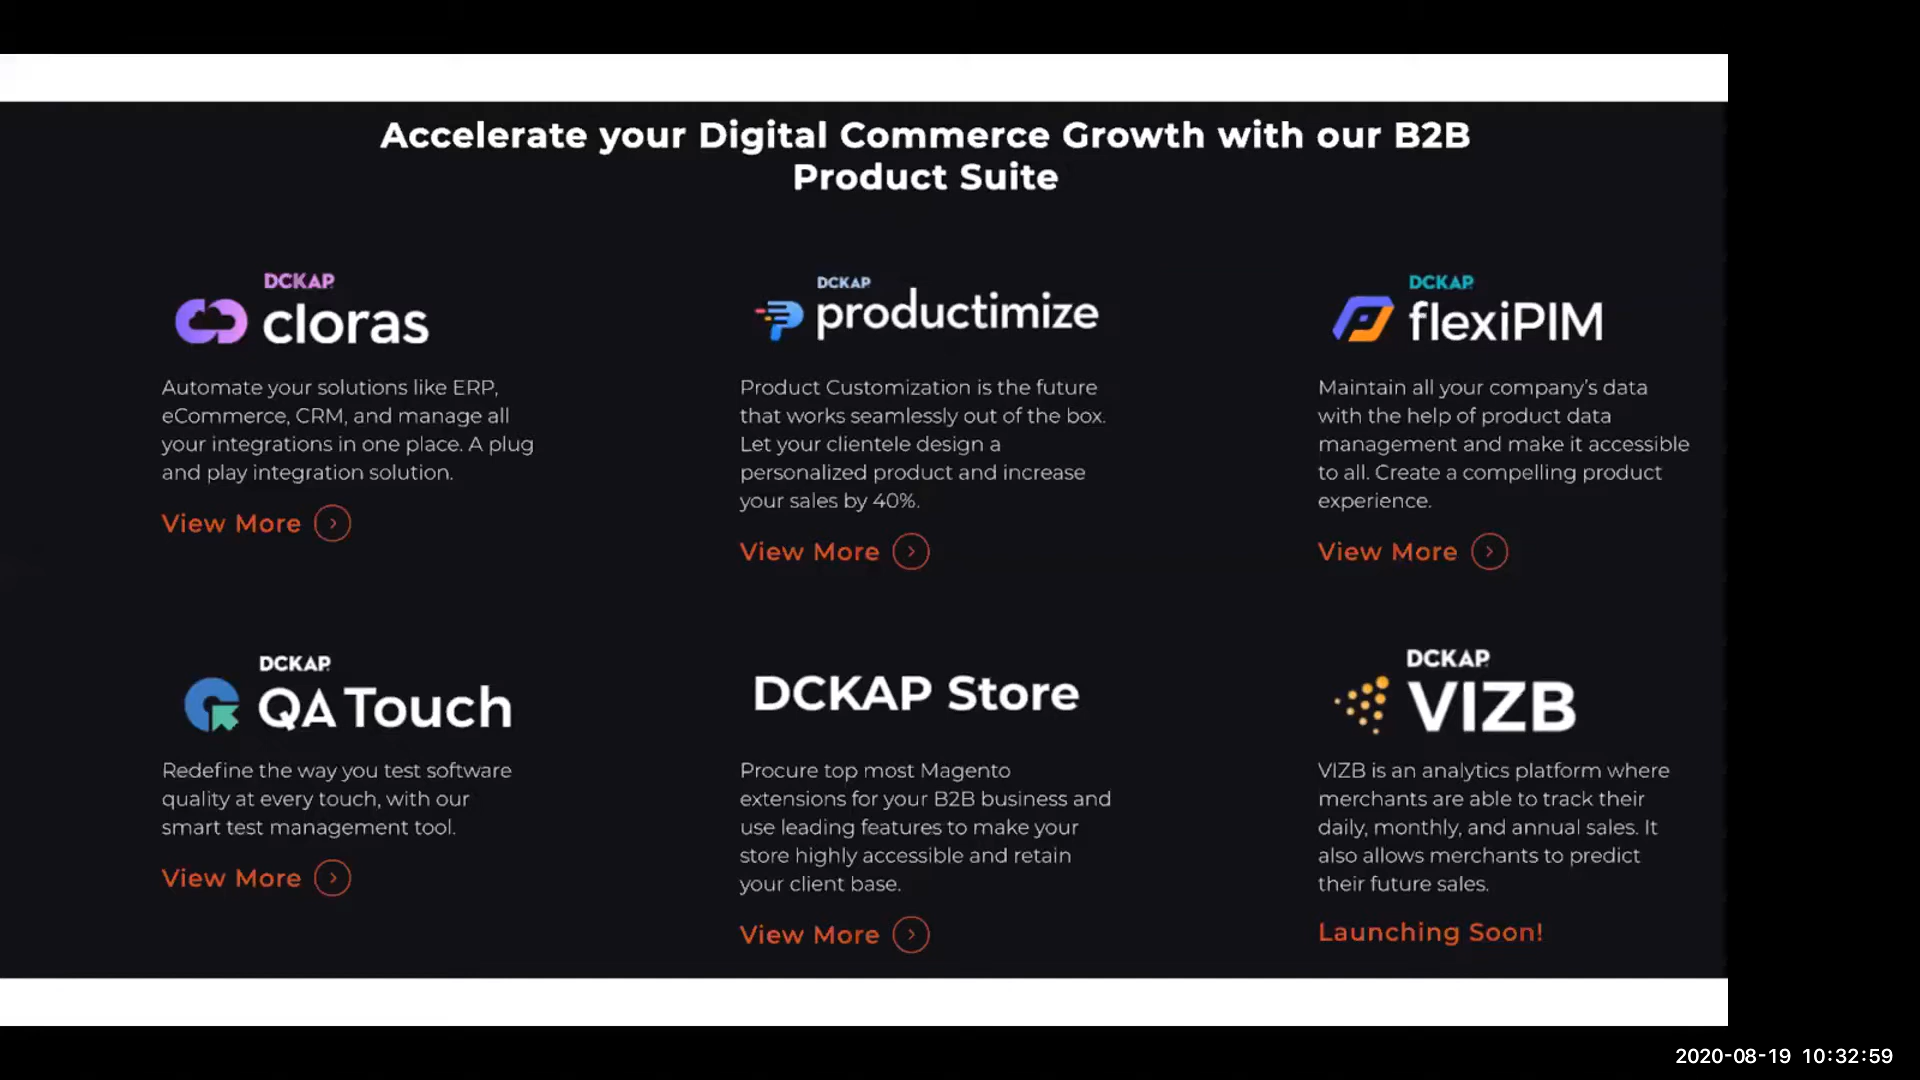 Accelerate your Digital Commerce Growth with our B2B
Product Suite
DCKAP
cloras
Automate your solutions like ERP,
eCommerce, CRM, and manage all
your integrations in one place. A plug
and play integration solution.
View More
DCKAP
productimize
Product Customization is the future
that works seamlessly out of the box.
Let your clientele design a
personalized product and increase
your sales by 40%.
View More
DCKAP
flexiPIM
Maintain all your company’s data
with the help of product data
management and make it accessible
to all. Create a compelling product
experience.
View More
DCKAP
QA Touch
Redefine the way you test software
quality at every touch, with our
smart test management tool.
View More
DCKAP Store
Procure top most Magento
extensions for your B2B business and
use leading features to make your
store highly accessible and retain
your client base.
View More
DCKAP
VIZB
VIZB is an analytics platform where
merchants are able to track their
daily, monthly, and annual sales. It
also allows merchants to predict
their future sales.
Launching Soon!
2020-08-19 10:32:59